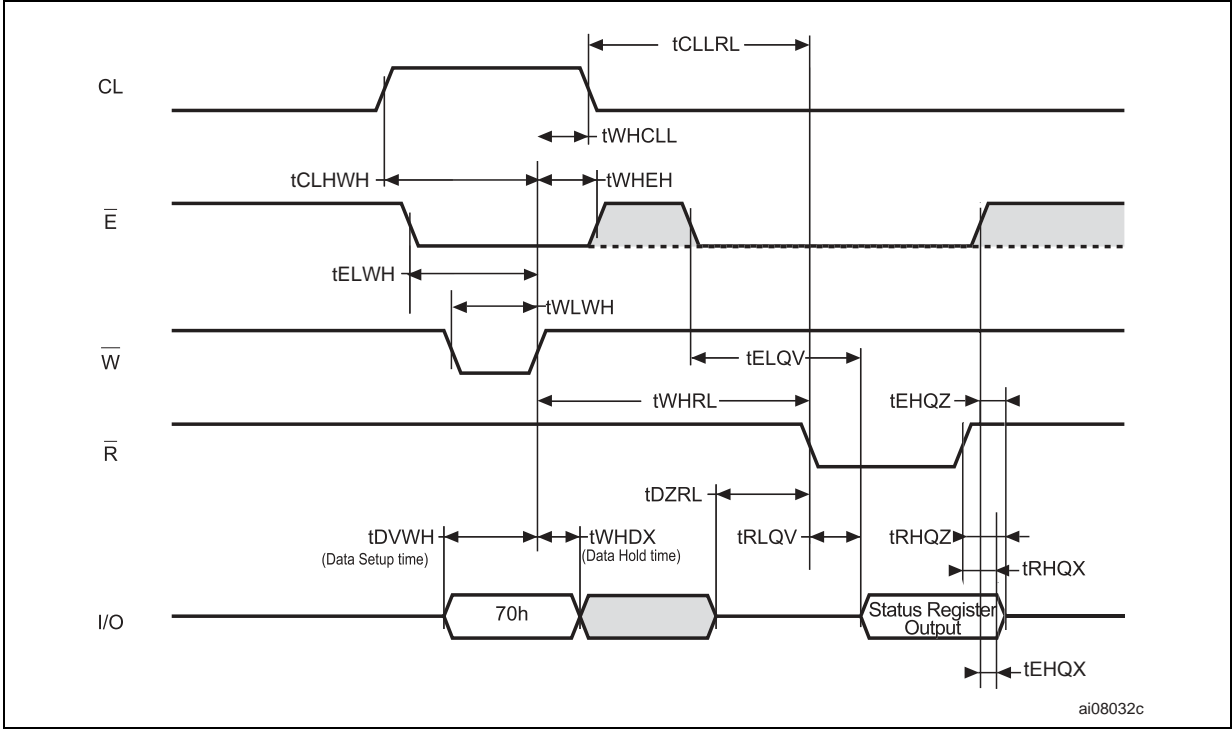 tCLLRL
CL
tWHCLL
tCLHWH
tWHEH
E
tELWH
tWLWH
W
tELQV
tWHRL
tEHQZ
R
tDZRL
tDVWH
(Data Setup time)
tWHDX
(Data Hold time)
tRLQV
tRHQZ
tRHQX
I/O
70h
Status Register
Output
tEHQX
ai08032c